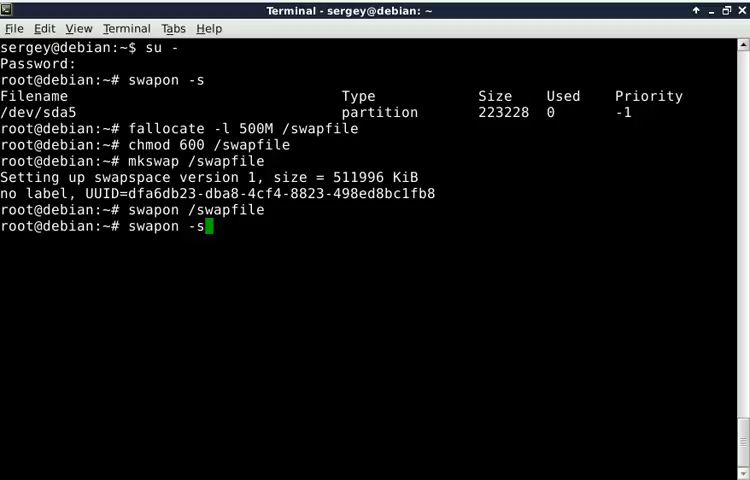 Terminal - sergey@debian: ~
File Edit View Terminal Tabs Help
sergey@debian:~$ su -
Password:
root@debian:~# swapon -s
Filename Type Size Used Priority
/dev/sda5 partition 223228 0 -1
root@debian:~# fallocate -l 500M /swapfile
root@debian:~# chmod 600 /swapfile
root@debian:~# mkswap /swapfile
Setting up swapspace version 1, size = 511996 KiB
no label, UUID=dfa6db23-dba8-4cf4-8823-498ed8bc1fb8
root@debian:~# swapon /swapfile
root@debian:~# swapon -s